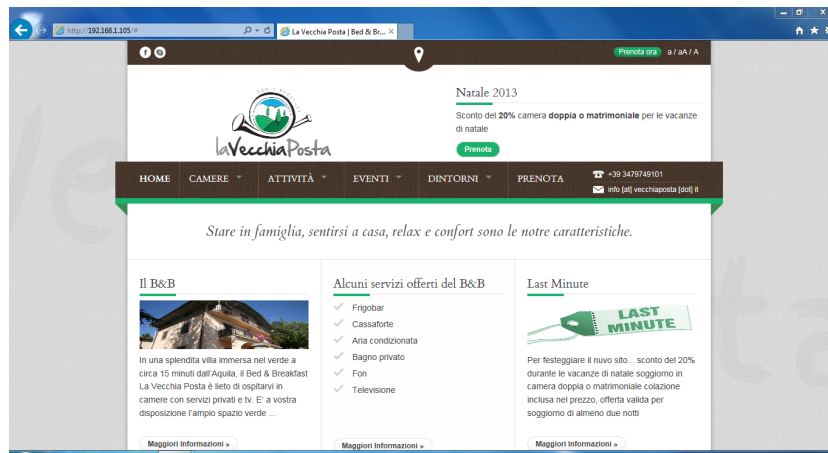 http://192.168.1.105/#
La Vecchia Posta | Bed & Br...
Prenota ora a / aA / A
Natale 2013
Sconto del 20% camera doppia o matrimoniale per le vacanze
di natale
Prenota
laVecchiaPosta
HOME CAMERE ATTIVITÀ EVENTI DINTORNI PRENOTA
+39 3479749101
info [at] vecchiaposta [dot] it
Stare in famiglia, sentirsi a casa, relax e confort sono le notre caratteristiche.
Il B&B
In una splendita villa immersa nel verde a
circa 15 minuti dall'Aquila, il Bed & Breakfast
La Vecchia Posta è lieto di ospitarvi in
camere con servizi privati e tv. E' a vostra
disposizione l'ampio spazio verde ...
Maggiori Informazioni »
Alcuni servizi offerti del B&B
Frigobar
Cassaforte
Aria condizionata
Bagno privato
Fon
Televisione
Maggiori Informazioni »
Last Minute
LAST
MINUTE
Per festeggiare il nuvo sito... sconto del 20%
durante le vacanze di natale soggiorno in
camera doppia o matrimoniale colazione
inclusa nel prezzo, offerta valida per
soggiorno di almeno due notti
Maggiori Informazioni »